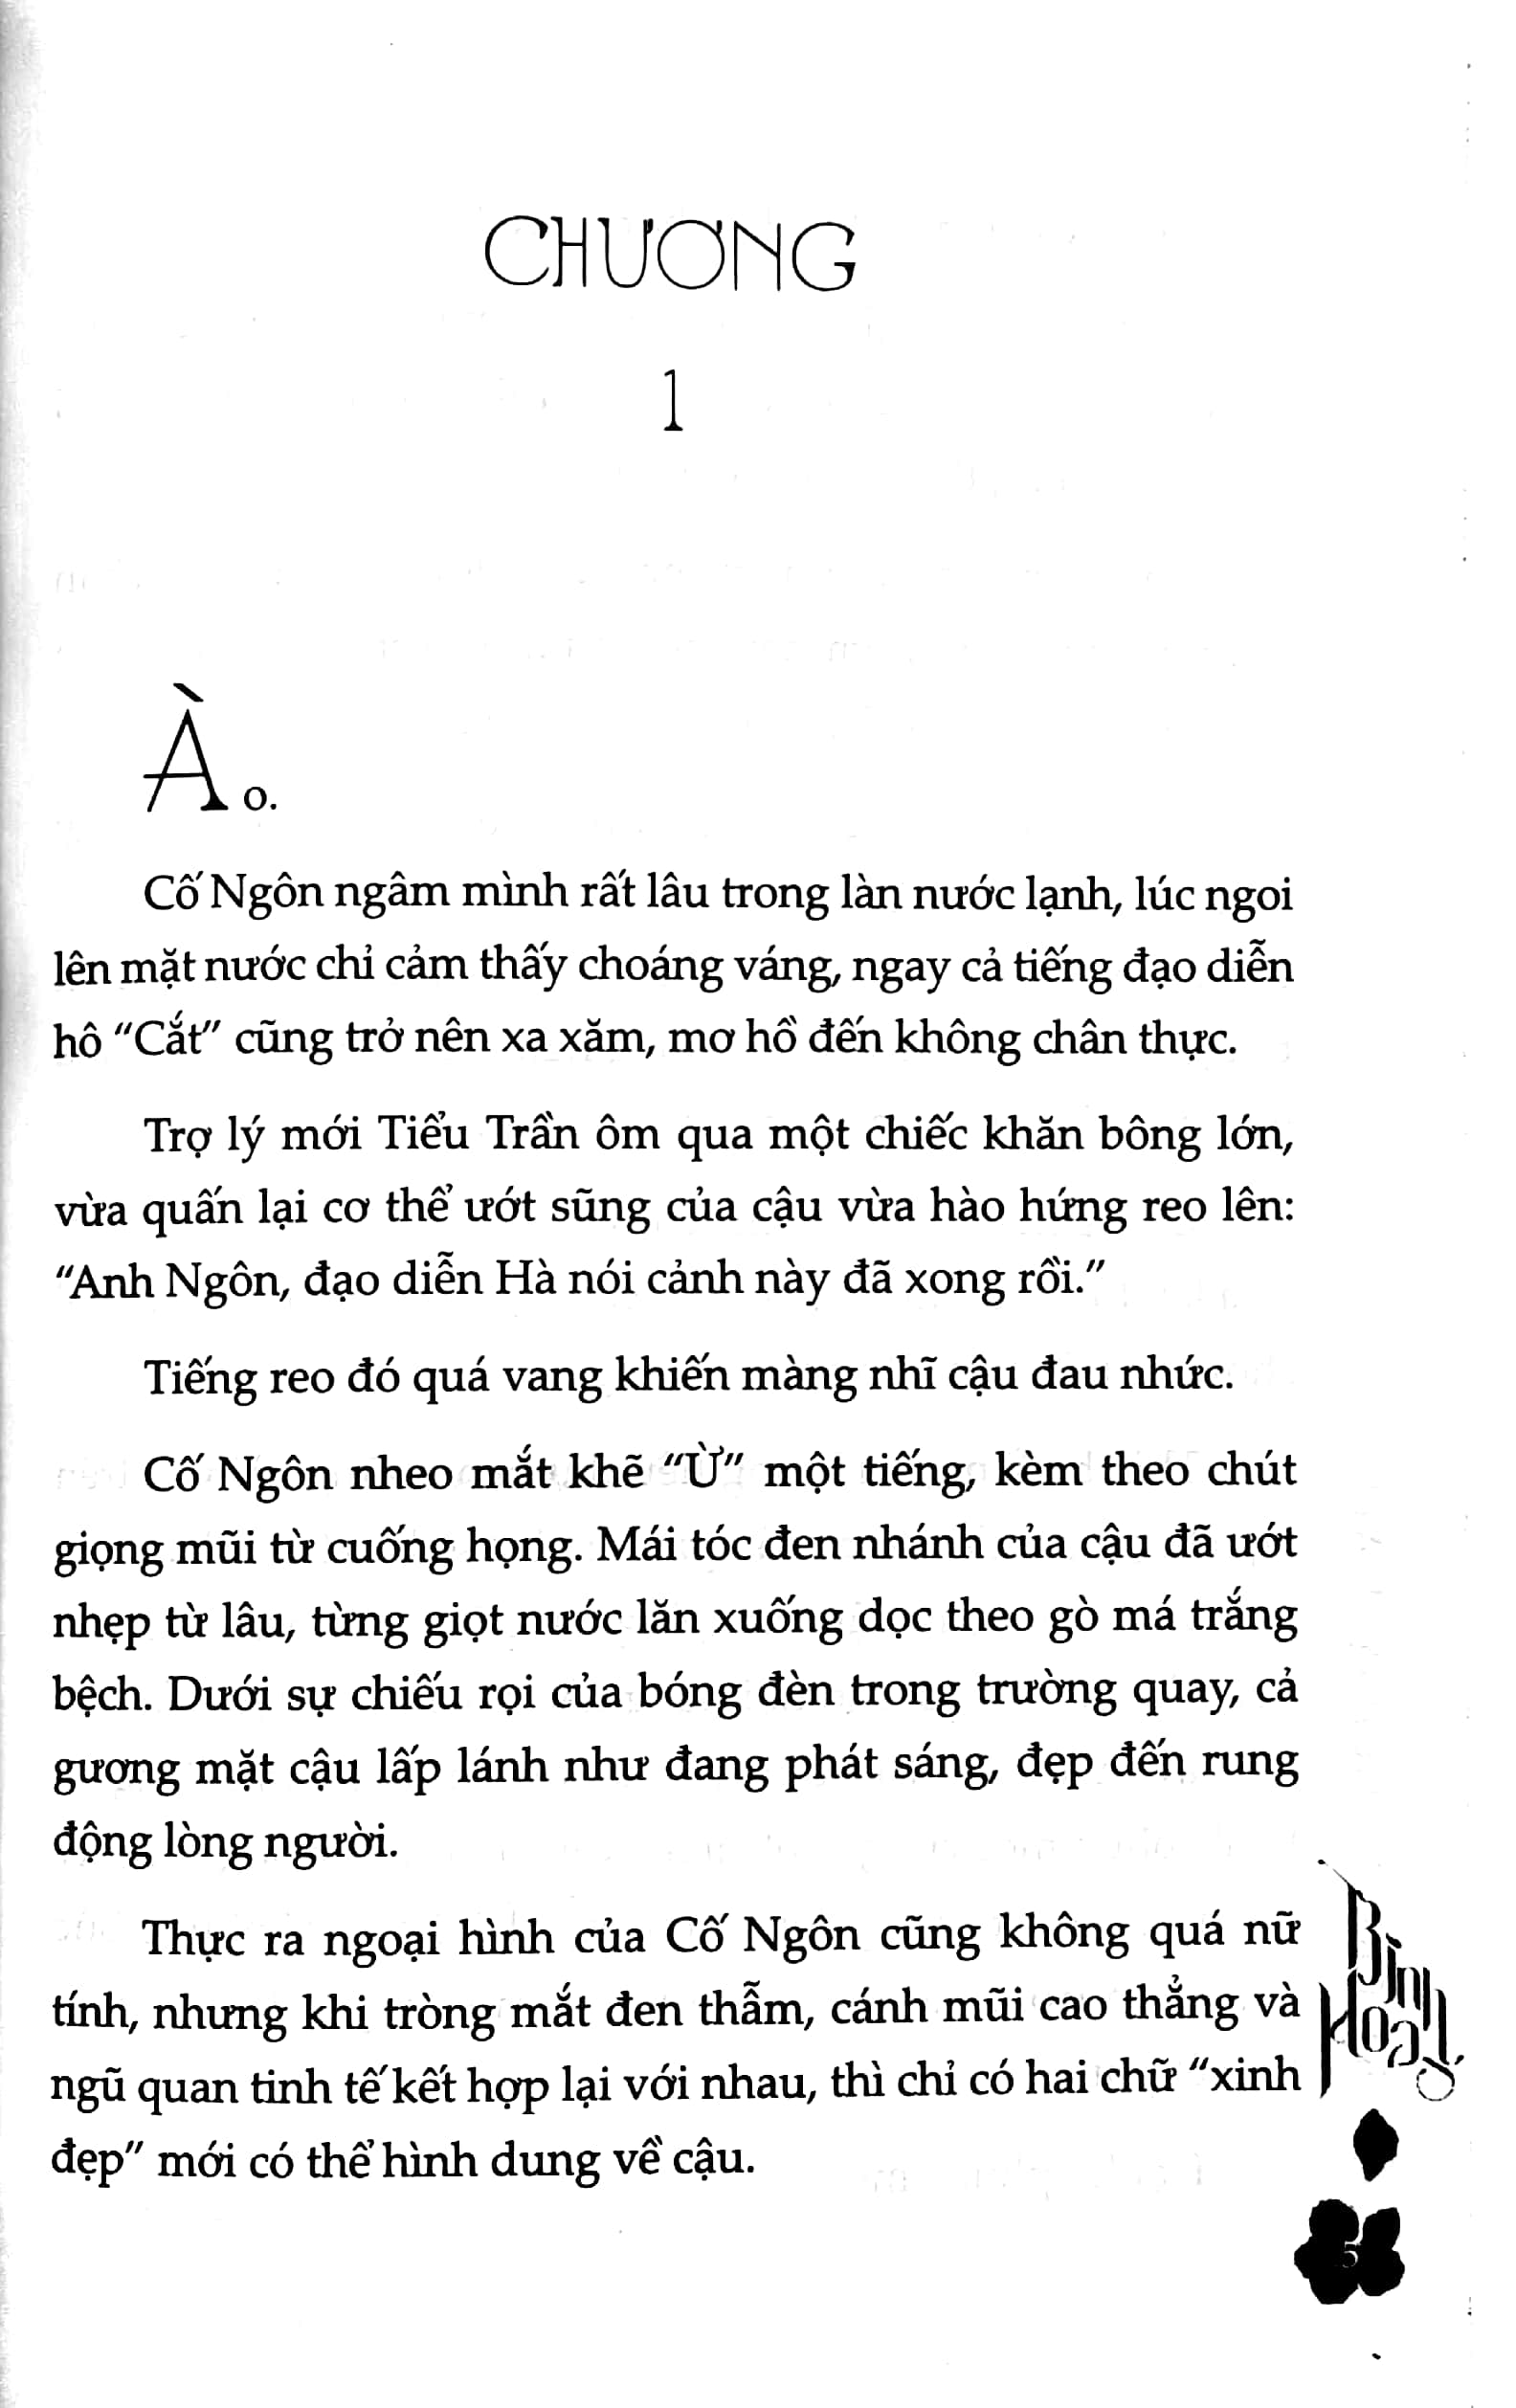 CHƯƠNG
1
Ào.
Cố Ngôn ngâm mình rất lâu trong làn nước lạnh, lúc ngoi
lên mặt nước chỉ cảm thấy choáng váng, ngay cả tiếng đạo diễn
hô “Cắt” cũng trở nên xa xăm, mơ hồ đến không chân thực.
Trợ lý mới Tiểu Trần ôm qua một chiếc khăn bông lớn,
vừa quấn lại cơ thể ướt sũng của cậu vừa hào hứng reo lên:
“Anh Ngôn, đạo diễn Hà nói cảnh này đã xong rồi.”
Tiếng reo đó quá vang khiến màng nhĩ cậu đau nhức.
Cố Ngôn nheo mắt khẽ “Ừ” một tiếng, kèm theo chút
giọng mũi từ cuống họng. Mái tóc đen nhánh của cậu đã ướt
nhẹp từ lâu, từng giọt nước lăn xuống dọc theo gò má trắng
bệch. Dưới sự chiếu rọi của bóng đèn trong trường quay, cả
gương mặt cậu lấp lánh như đang phát sáng, đẹp đến rung
động lòng người.
Thực ra ngoại hình của Cố Ngôn cũng không quá nữ
tính, nhưng khi tròng mắt đen thẫm, cánh mũi cao thẳng và
ngũ quan tinh tế kết hợp lại với nhau, thì chỉ có hai chữ “xinh
đẹp” mới có thể hình dung về cậu.
Bình
Hoa
5